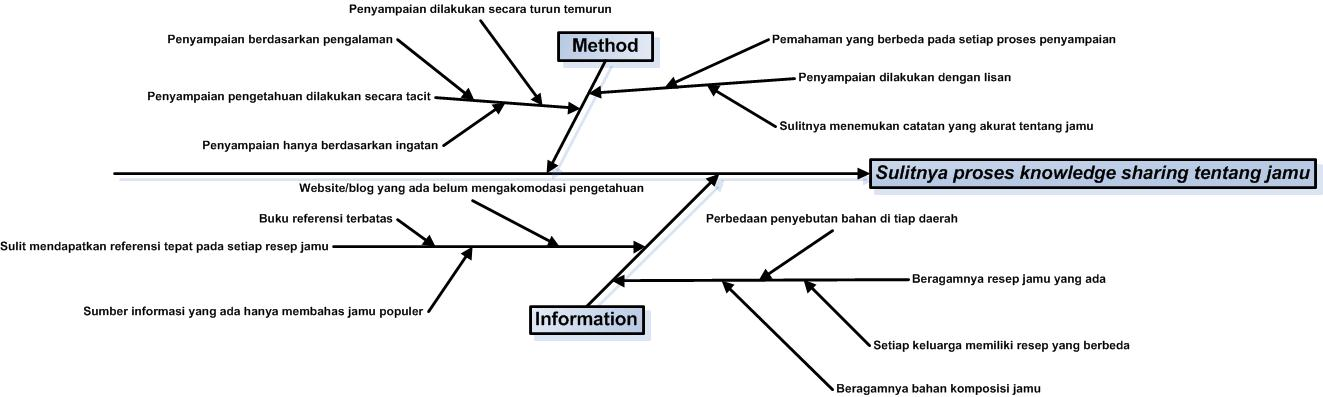 Penyampaian dilakukan secara turun temurun
Penyampaian berdasarkan pengalaman
Method
Pemahaman yang berbeda pada setiap proses penyampaian
Penyampaian dilakukan dengan lisan
Penyampaian pengetahuan dilakukan secara tacit
Sulitnya menemukan catatan yang akurat tentang jamu
Penyampaian hanya berdasarkan ingatan
Sulitnya proses knowledge sharing tentang jamu
Website/blog yang ada belum mengakomodasi pengetahuan
Buku referensi terbatas
Perbedaan penyebutan bahan di tiap daerah
Sulit mendapatkan referensi tepat pada setiap resep jamu
Beragamnya resep jamu yang ada
Sumber informasi yang ada hanya membahas jamu populer
Information
Setiap keluarga memiliki resep yang berbeda
Beragamnya bahan komposisi jamu